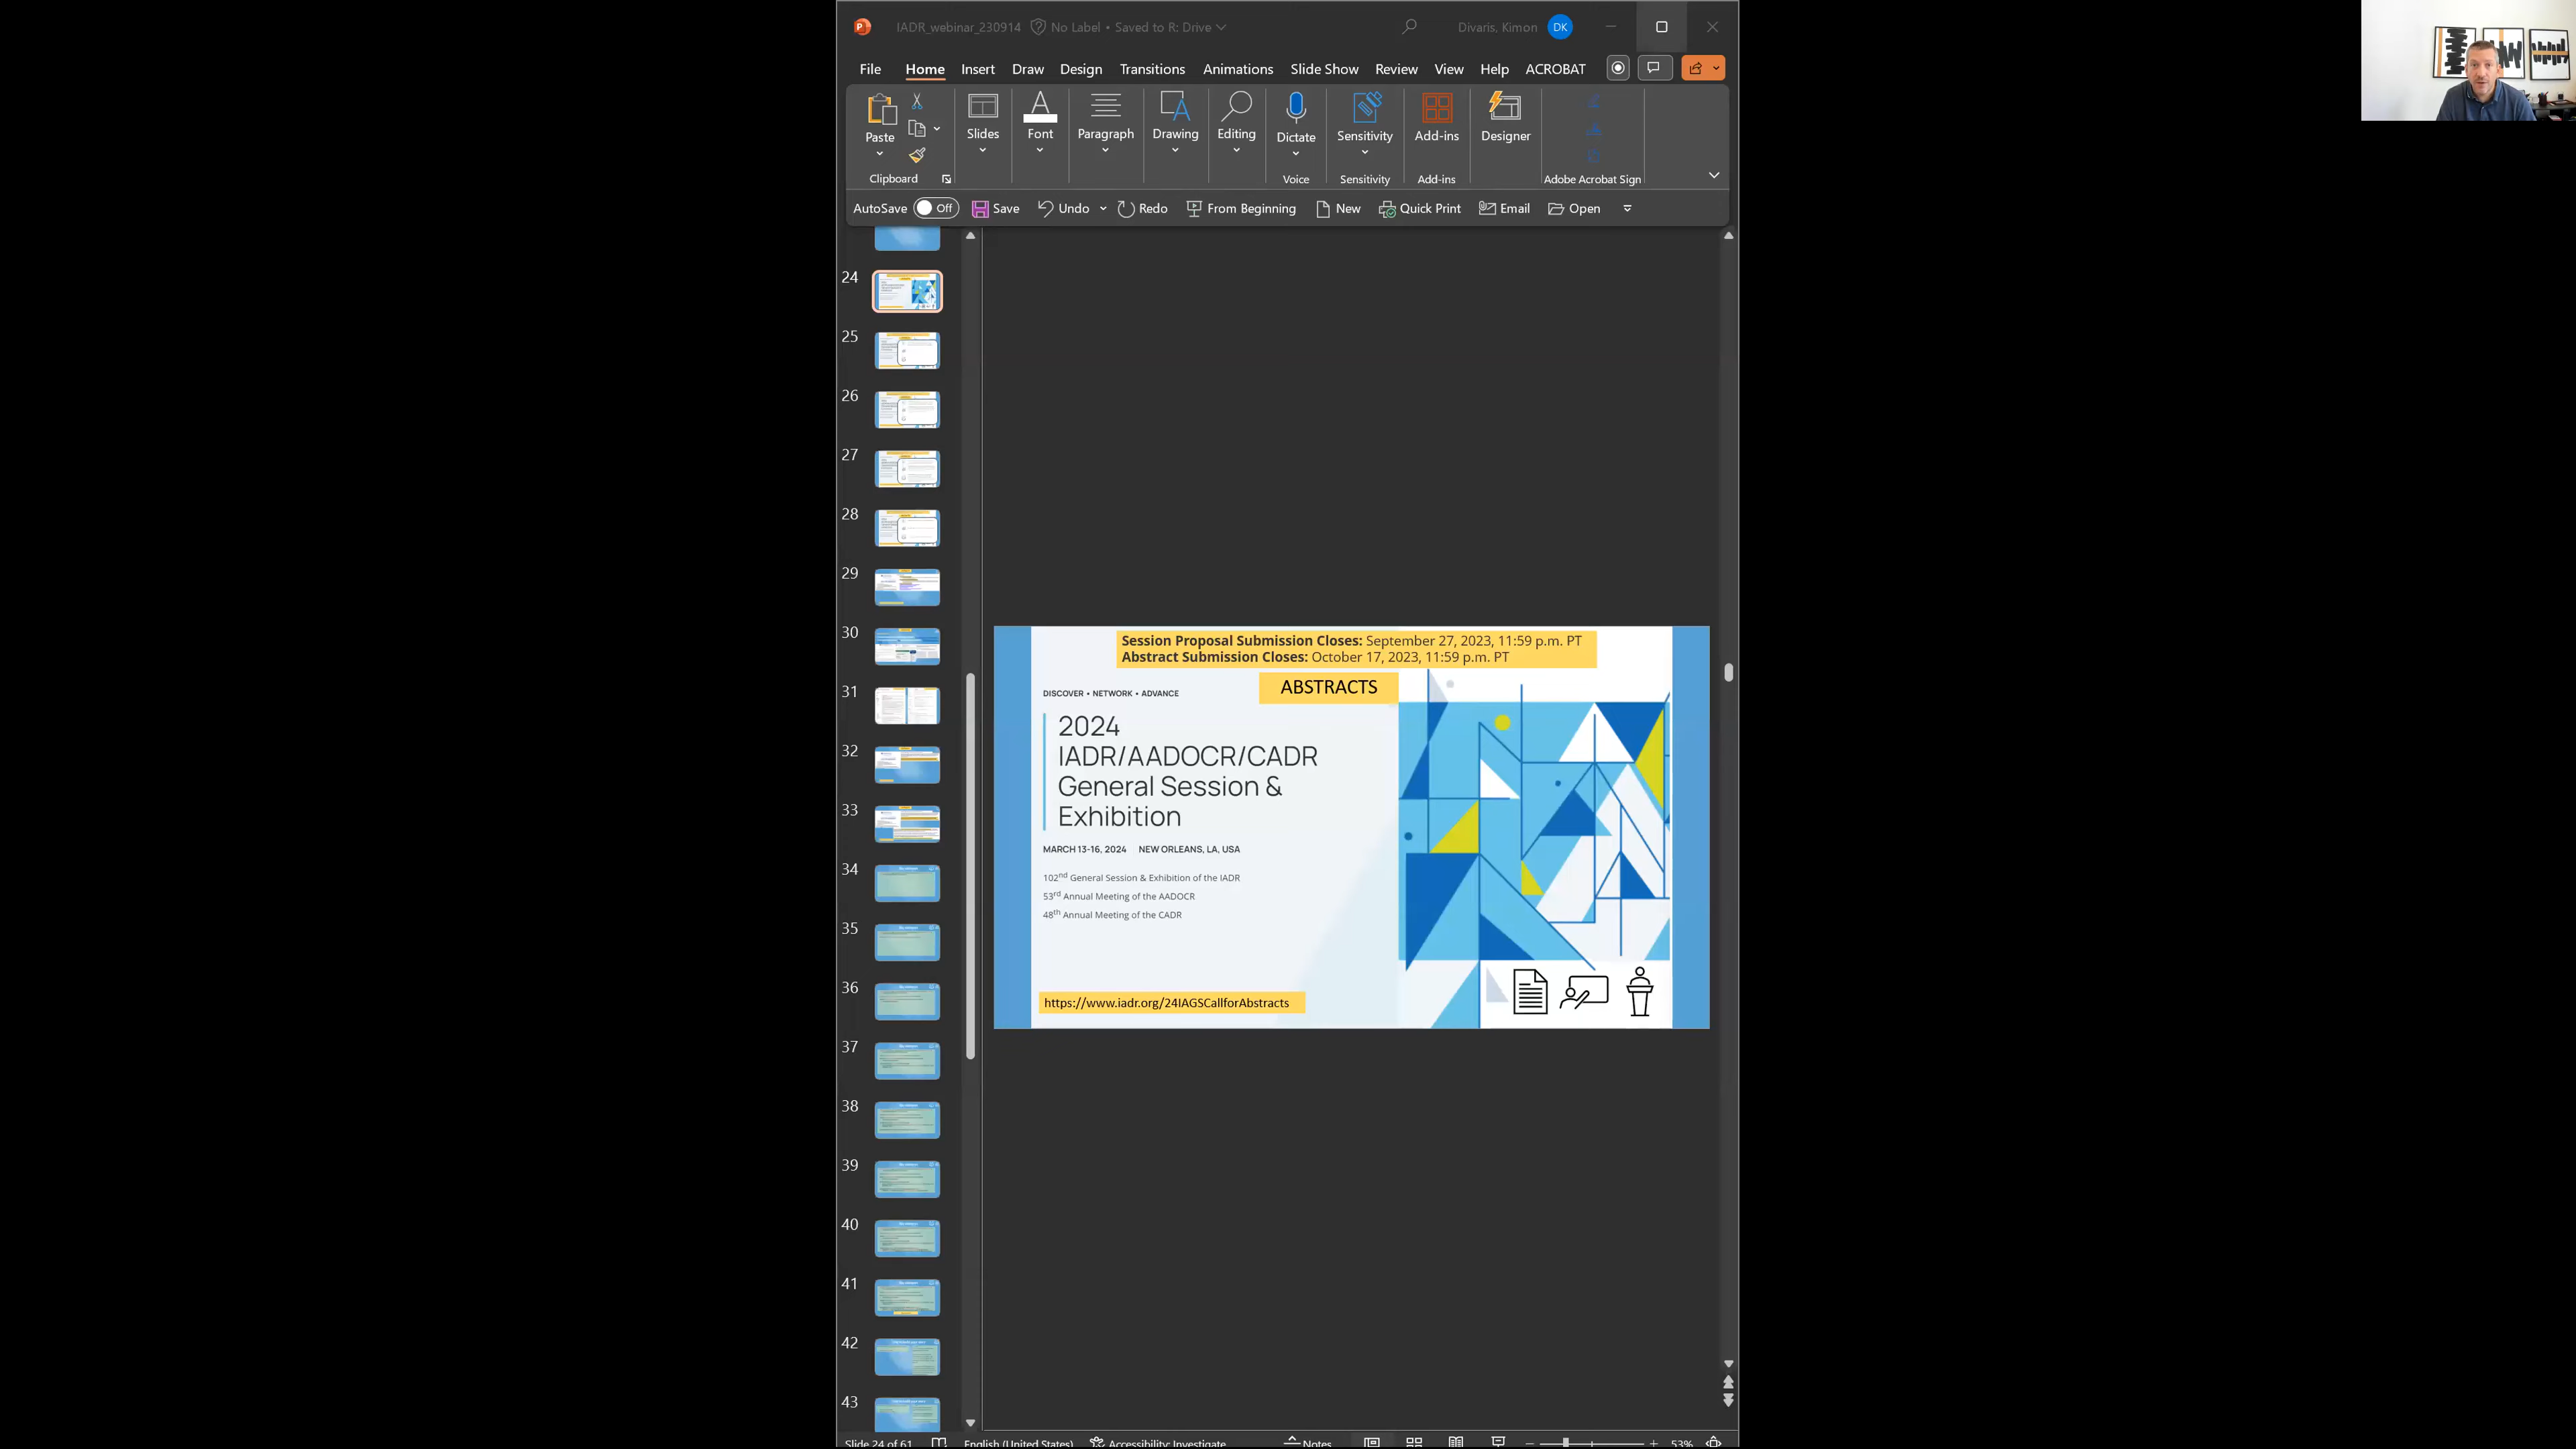 IADR_webinar_230914 No Label • Saved to R: Drive Divaris, Kimon DK
File Home Insert Draw Design Transitions Animations Slide Show Review View Help ACROBAT
Paste Slides Font Paragraph Drawing Editing Dictate Sensitivity Add-ins Designer
Clipboard Voice Sensitivity Add-ins Adobe Acrobat Sign
AutoSave Off Save Undo Redo From Beginning New Quick Print Email Open
24
25
26
27
28
29
30
31
32
33
34
35
36
37
38
39
40
41
42
43
Session Proposal Submission Closes: September 27, 2023, 11:59 p.m. PT
Abstract Submission Closes: October 17, 2023, 11:59 p.m. PT
ABSTRACTS
DISCOVER • NETWORK • ADVANCE
2024
IADR/AADOCR/CADR
General Session &
Exhibition
MARCH 13-16, 2024 NEW ORLEANS, LA, USA
102nd General Session & Exhibition of the IADR
53rd Annual Meeting of the AADOCR
48th Annual Meeting of the CADR
https://www.iadr.org/24IAGSCallforAbstracts
Slide 24 of 61 English (United States) Accessibility: Investigate Notes 53%